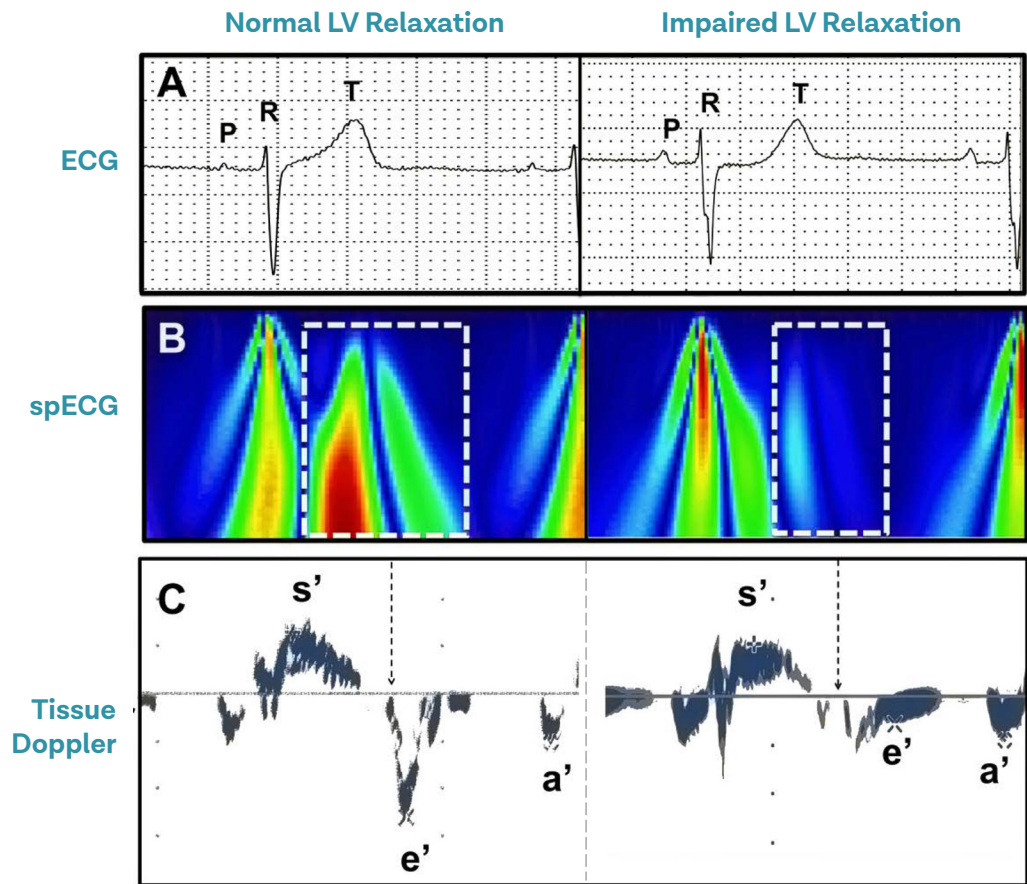 Normal LV Relaxation
Impaired LV Relaxation
ECG
A
P
R
T
P
R
T
spECG
B
Tissue
Doppler
C
s’
e’
a’
s’
e’
a’